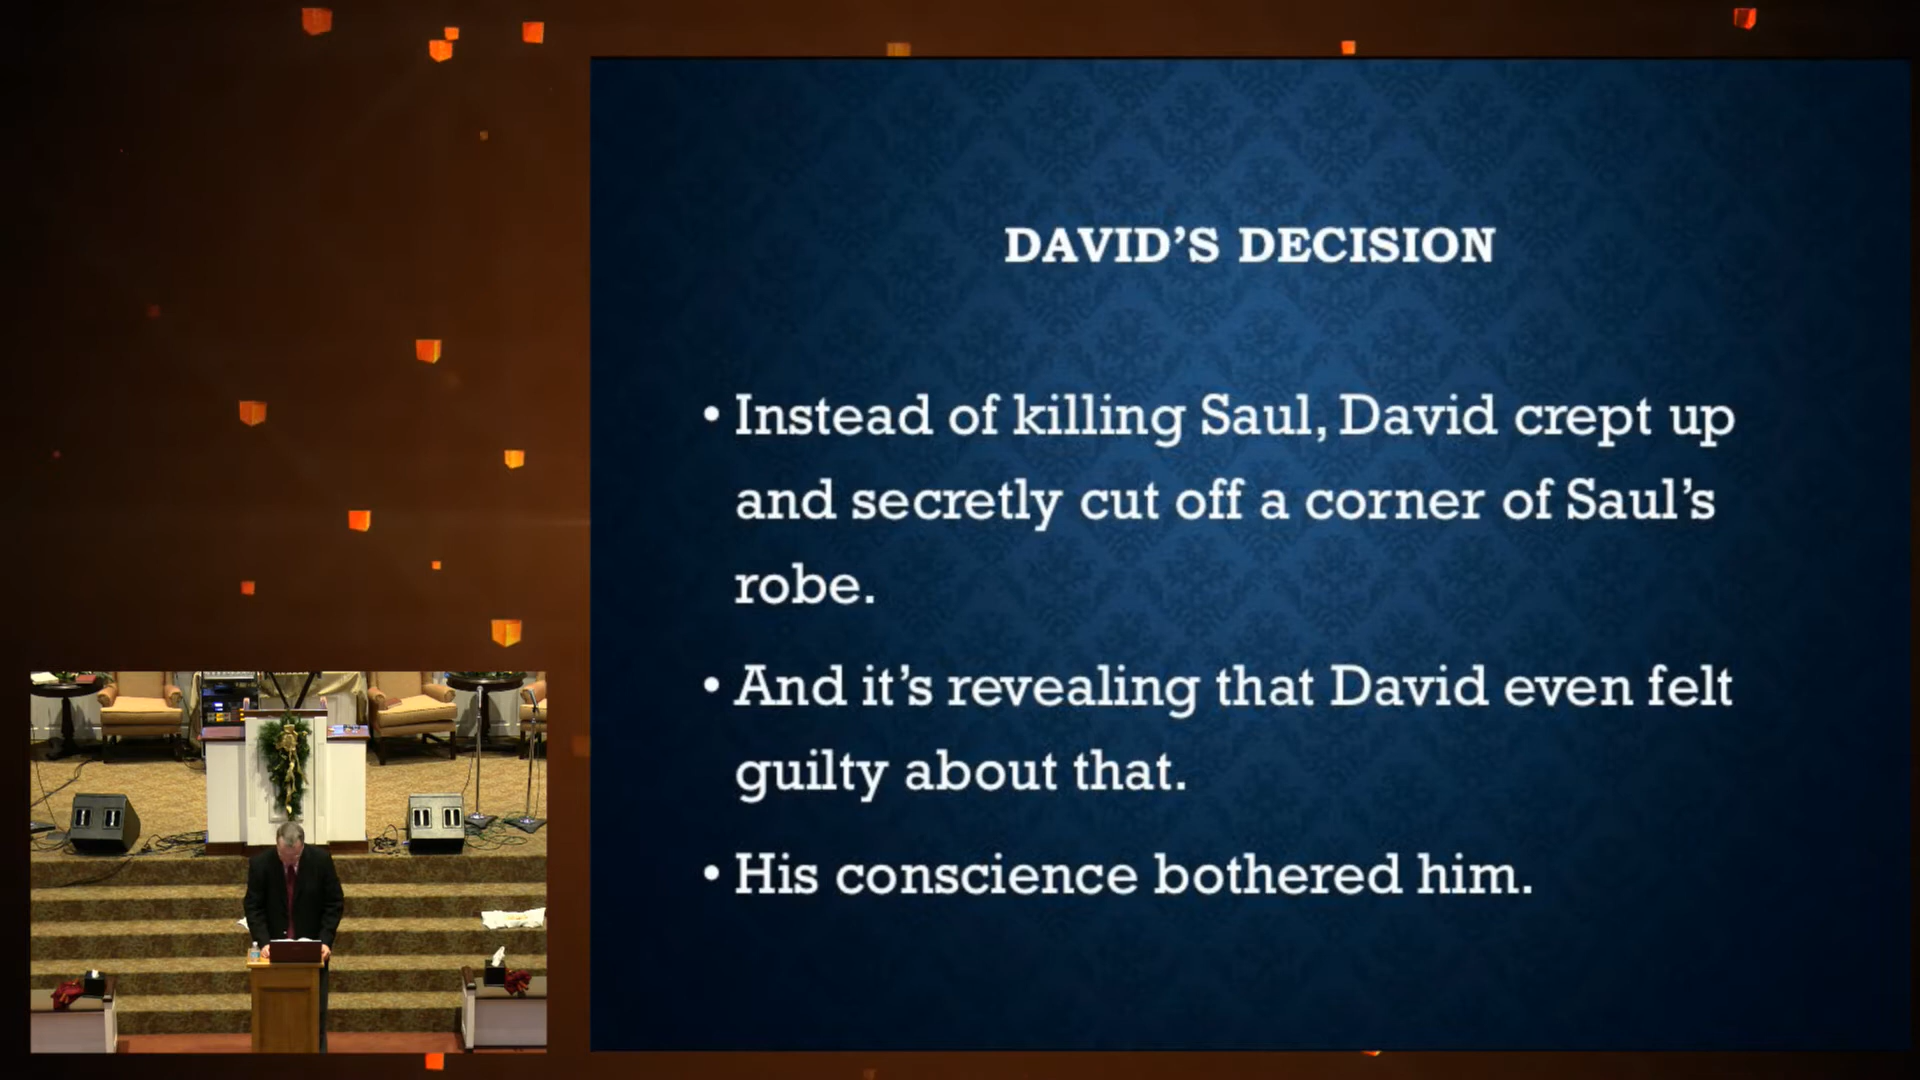 DAVID’S DECISION
• Instead of killing Saul, David crept up
and secretly cut off a corner of Saul’s
robe.
• And it’s revealing that David even felt
guilty about that.
• His conscience bothered him.